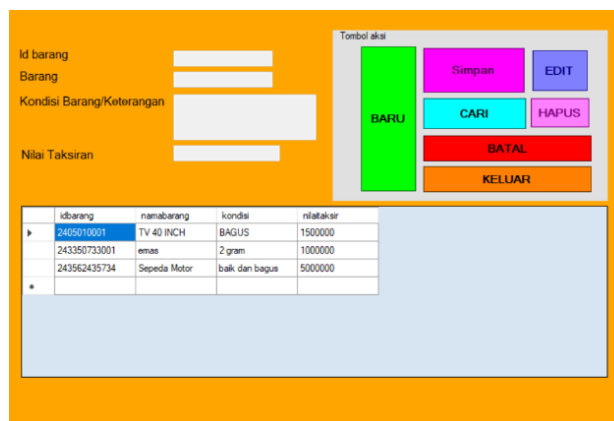 Tombol aksi
Id barang
Barang
Kondisi Barang/Keterangan
Nilai Taksiran
BARU
Simpan
EDIT
CARI
HAPUS
BATAL
KELUAR
idbarang namabarang kondisi nilaitaksir
2405010001 TV 40 INCH BAGUS 1500000
243350733001 emas 2 gram 1000000
243562435734 Sepeda Motor baik dan bagus 5000000